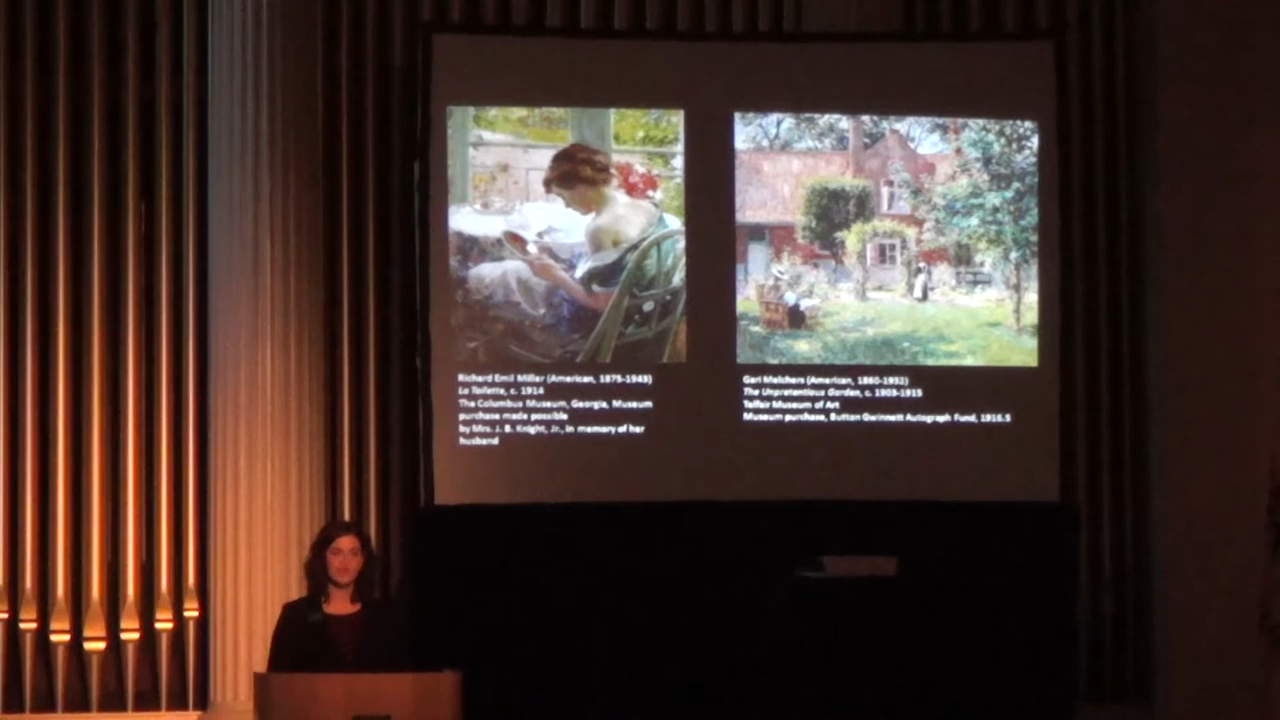 Richard Emil Miller (American, 1875-1943)
La Toilette, c. 1914
The Columbus Museum, Georgia, Museum
purchase made possible
by Mrs. J. B. Knight, Jr., in memory of her
husband
Gari Melchers (American, 1860-1932)
The Unpretentious Garden, c. 1903-1915
Telfair Museum of Art
Museum purchase, Button Gwinnett Autograph Fund, 1916.5